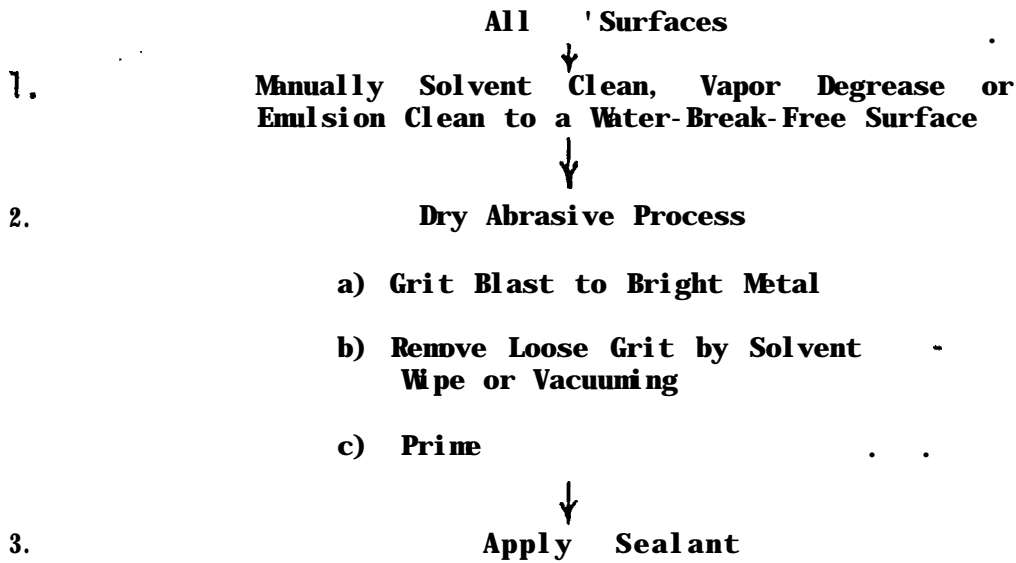 All 'Surfaces
1. Manually Solvent Clean, Vapor Degrease or
Emulsion Clean to a Water-Break-Free Surface
2. Dry Abrasive Process
a) Grit Blast to Bright Metal
b) Remove Loose Grit by Solvent
Wipe or Vacuuming
c) Prime
3. Apply Sealant